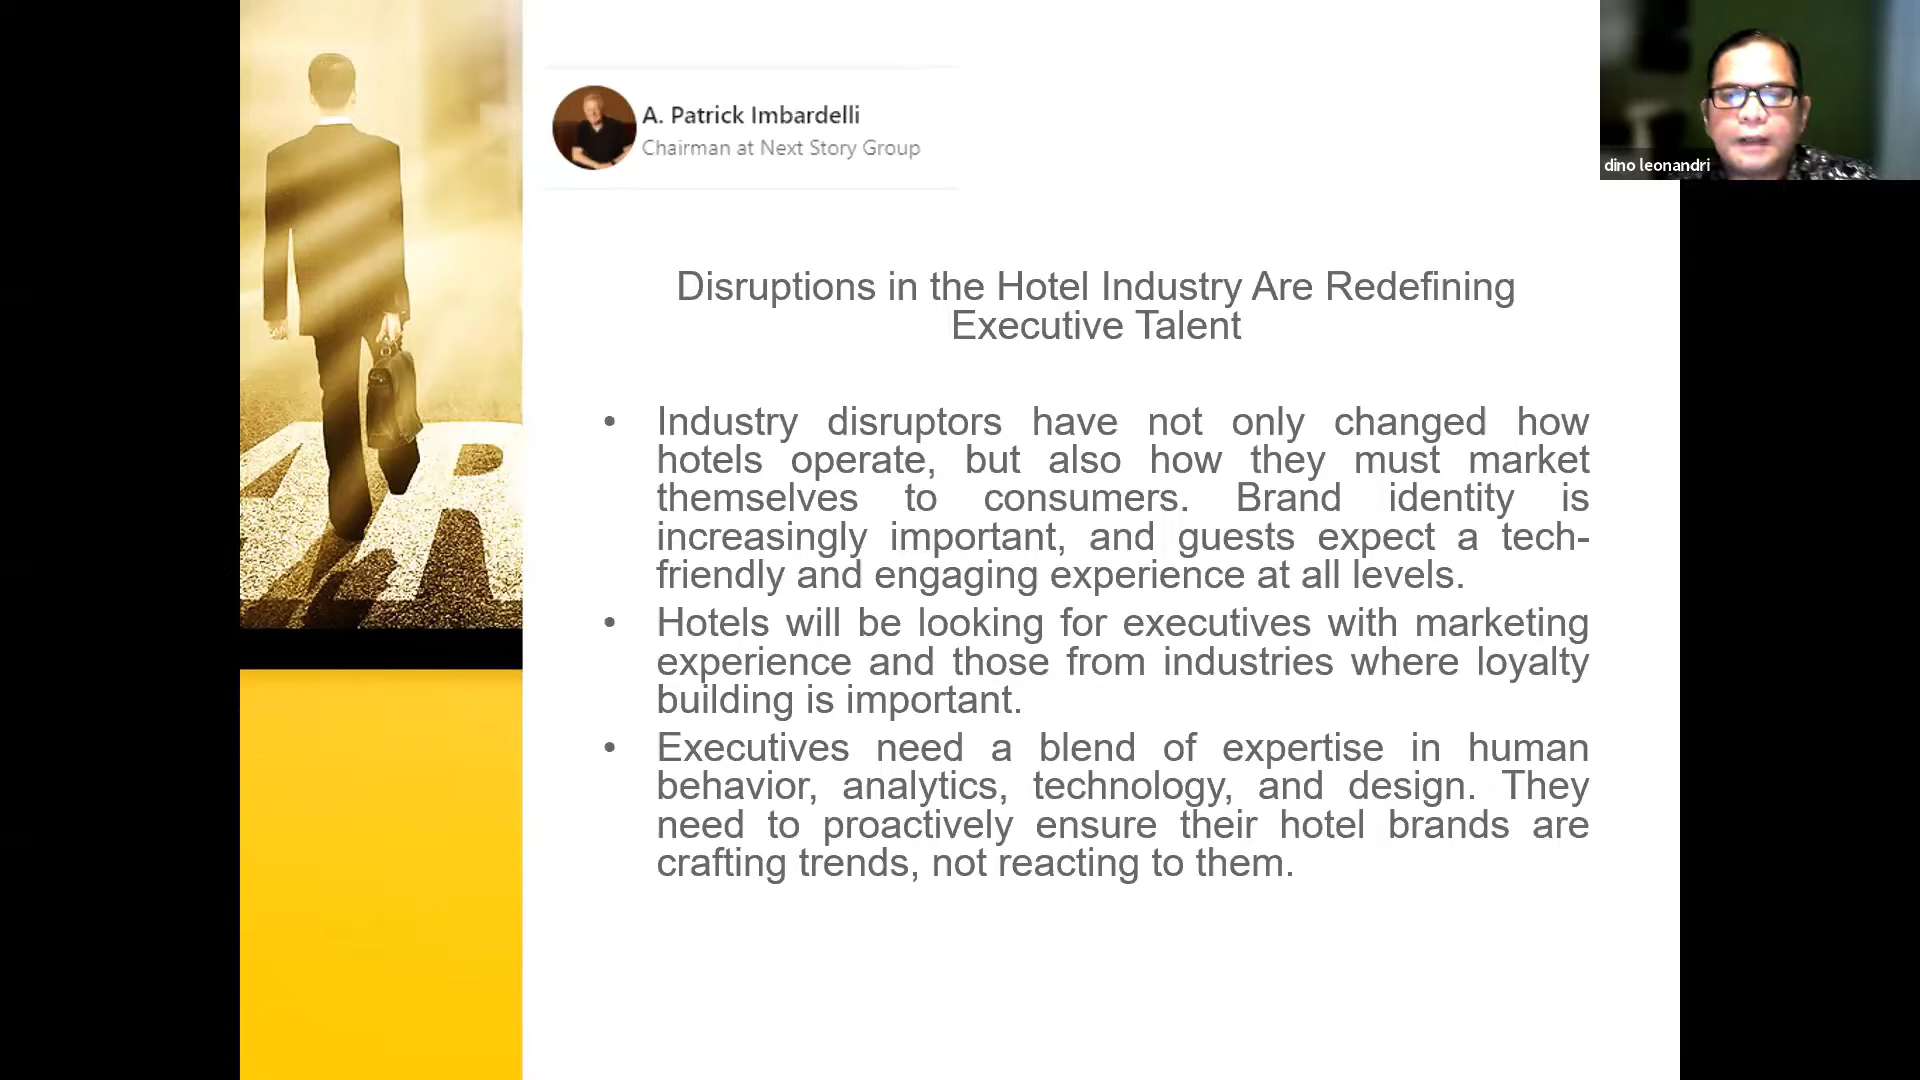 A. Patrick Imbardelli
Chairman at Next Story Group
dino leonandri
Disruptions in the Hotel Industry Are Redefining
Executive Talent
• Industry disruptors have not only changed how
hotels operate, but also how they must market
themselves to consumers. Brand identity is
increasingly important, and guests expect a tech-
friendly and engaging experience at all levels.
• Hotels will be looking for executives with marketing
experience and those from industries where loyalty
building is important.
• Executives need a blend of expertise in human
behavior, analytics, technology, and design. They
need to proactively ensure their hotel brands are
crafting trends, not reacting to them.